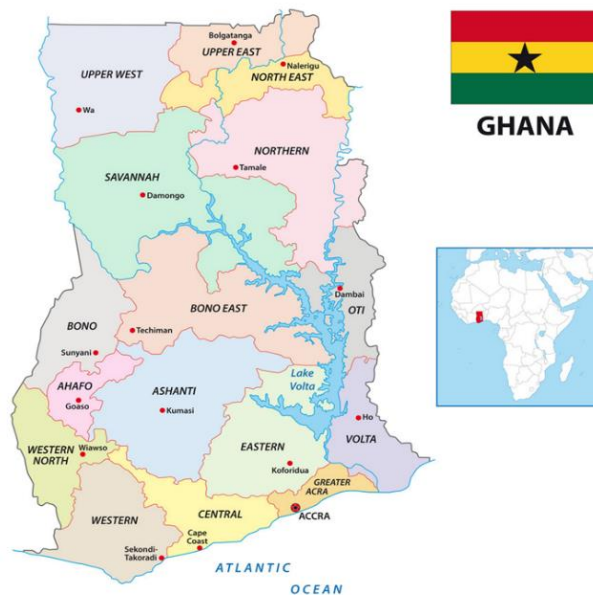 Bolgatanga
UPPER EAST
UPPER WEST
Nalerigu
NORTH EAST
Wa
GHANA
NORTHERN
Tamale
SAVANNAH
Damongo
Dambai
OTI
BONO EAST
BONO
Techiman
Sunyani
AHAFO
Goaso
ASHANTI
Kumasi
Lake
Volta
Ho
VOLTA
WESTERN
NORTH
Wiawso
EASTERN
Koforidua
GREATER
ACRA
ACCRA
CENTRAL
WESTERN
Cape
Coast
Sekondi-
Takoradi
ATLANTIC
OCEAN